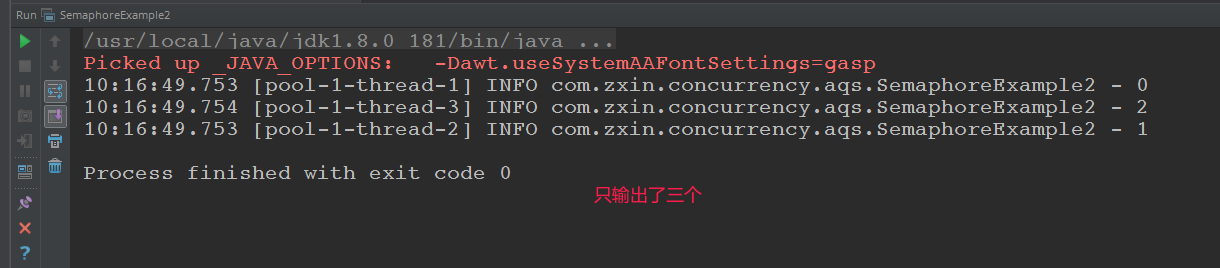 Run SemaphoreExample2
/usr/local/java/jdk1.8.0_181/bin/java ...
Picked up _JAVA_OPTIONS:   -Dawt.useSystemAAFontSettings=gasp
10:16:49.753 [pool-1-thread-1] INFO com.zxin.concurrency.aqs.SemaphoreExample2 - 0
10:16:49.754 [pool-1-thread-3] INFO com.zxin.concurrency.aqs.SemaphoreExample2 - 2
10:16:49.753 [pool-1-thread-2] INFO com.zxin.concurrency.aqs.SemaphoreExample2 - 1
Process finished with exit code 0
只输出了三个